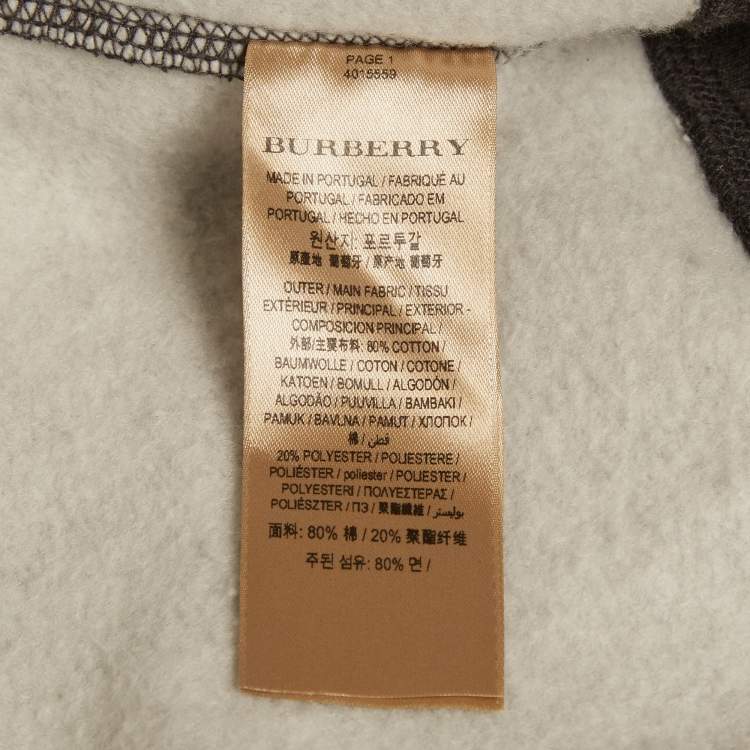 PAGE 1
4015559
BURBERRY
MADE IN PORTUGAL / FABRIQUÉ AU
PORTUGAL / FABRICADO EM
PORTUGAL / HECHO EN PORTUGAL
원산지: 포르투갈
原產地 葡萄牙 / 原产地 葡萄牙
OUTER / MAIN FABRIC / TISSU
EXTÉRIEUR / PRINCIPAL / EXTERIOR -
COMPOSICION PRINCIPAL /
外部/主要布料: 80% COTTON /
BAUMWOLLE / COTON / COTONE /
KATOEN / BOMULL / ALGODÓN /
ALGODÃO / PUUVILLA / BAMBAKI /
PAMUK / BAVLNA / PAMUT / ХЛОПОК /
棉 / قطن /
20% POLYESTER / POLIESTERE /
POLIÉSTER / poliester / POLIESTER /
POLYESTERI / ΠΟΛΥΕΣΤΕΡΑΣ /
POLIÉSZTER / ПЭ / 聚酯纖維 / بوليستر
面料: 80% 棉 / 20% 聚酯纤维
주된 섬유: 80% 면 /